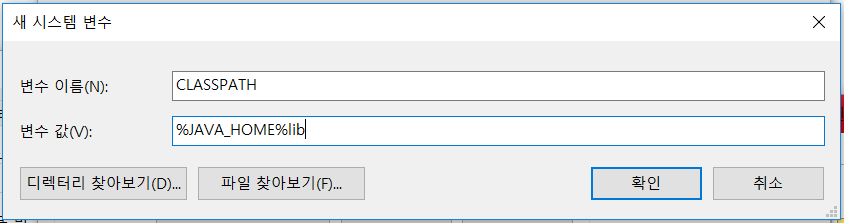 새 시스템 변수
변수 이름(N): CLASSPATH
변수 값(V): %JAVA_HOME%lib
디렉터리 찾아보기(D)... 파일 찾아보기(F)... 확인 취소